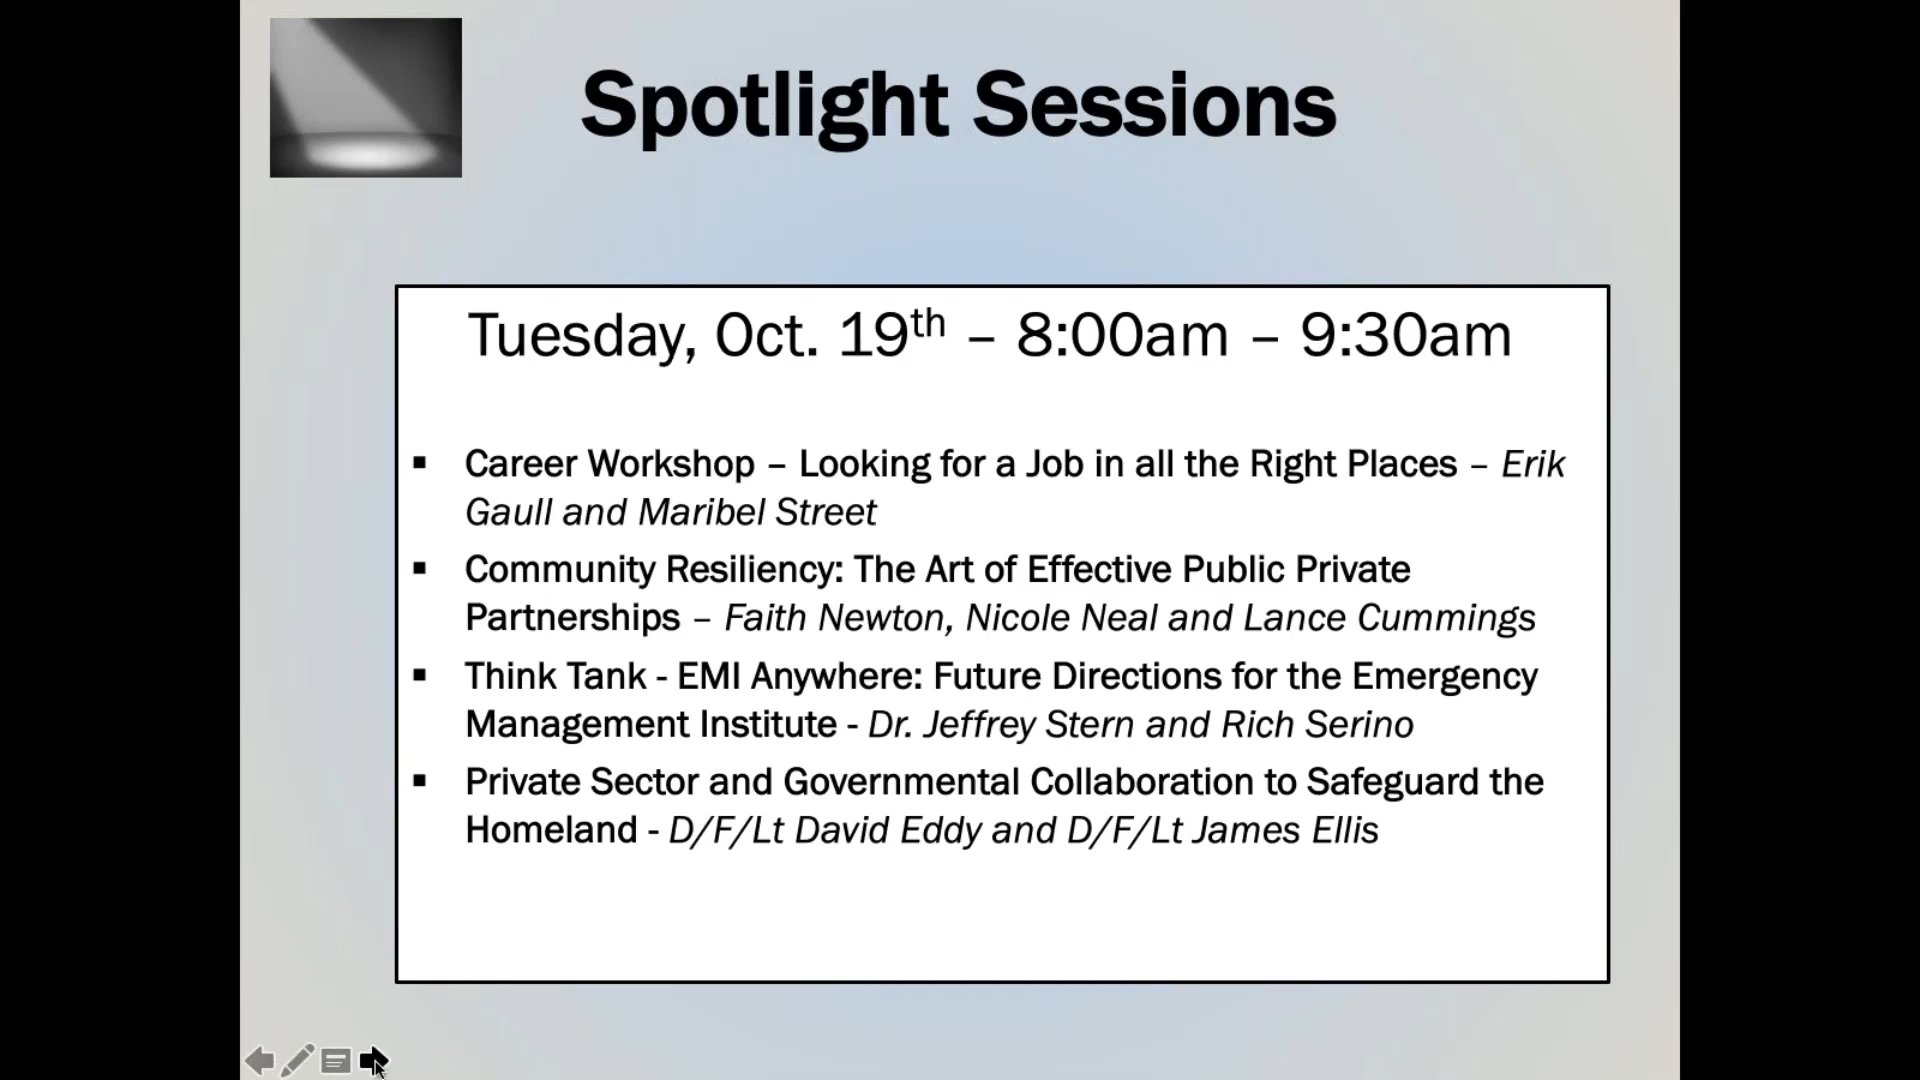 Spotlight Sessions
Tuesday, Oct. 19th – 8:00am – 9:30am
▪ Career Workshop – Looking for a Job in all the Right Places – Erik
Gaull and Maribel Street
▪ Community Resiliency: The Art of Effective Public Private
Partnerships – Faith Newton, Nicole Neal and Lance Cummings
▪ Think Tank - EMI Anywhere: Future Directions for the Emergency
Management Institute - Dr. Jeffrey Stern and Rich Serino
▪ Private Sector and Governmental Collaboration to Safeguard the
Homeland - D/F/Lt David Eddy and D/F/Lt James Ellis